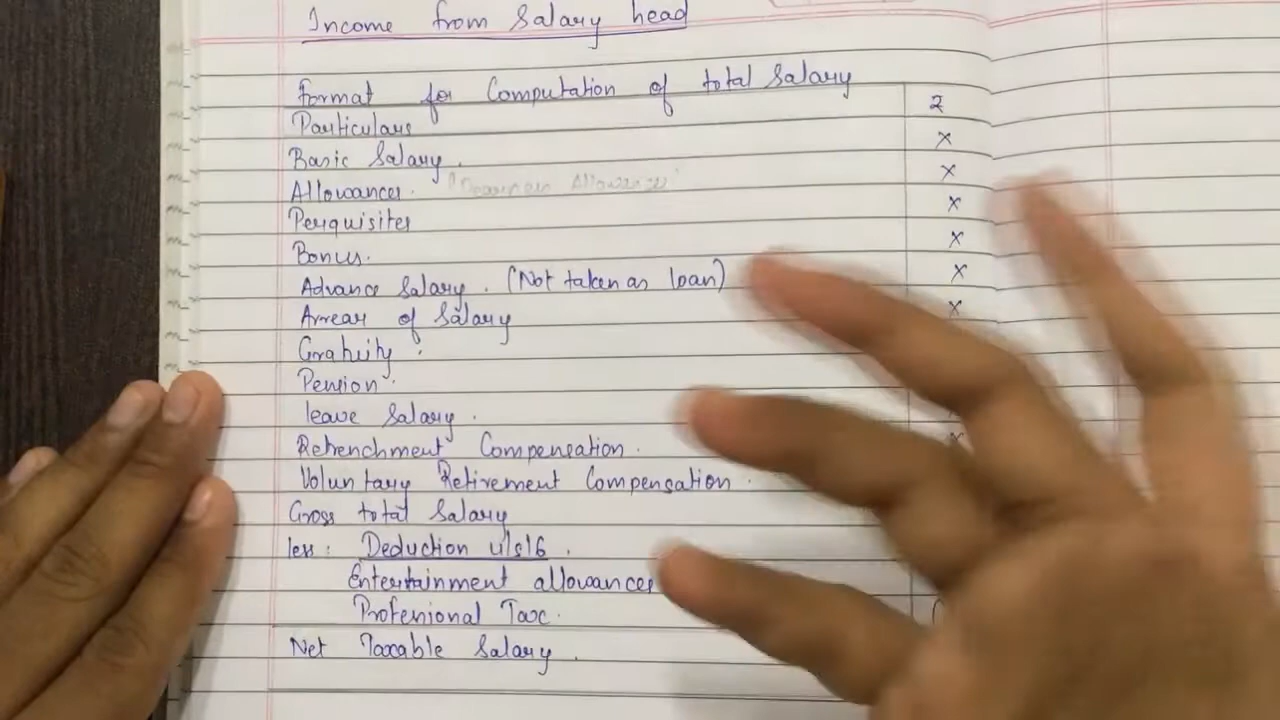 Income from Salary head
Format for Computation of total Salary
Particulars ₹
Basic Salary. x
Allowances. x
Perquisites x
Bonus. x
Advance Salary. (Not taken as loan) x
Arrear of Salary x
Gratuity.
Pension.
leave Salary.
Retrenchment Compensation. x
Voluntary Retirement Compensation.
Gross total Salary
less: Deduction u/s16.
Entertainment allowances
Professional Tax.
Net Taxable Salary.